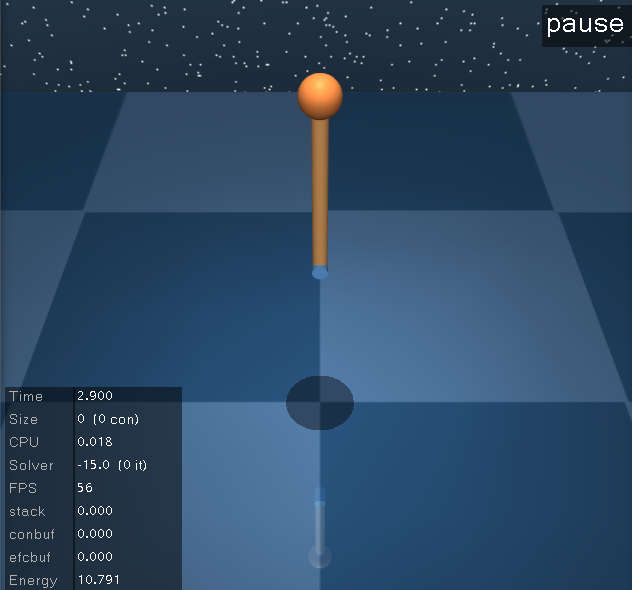 pause
Time 2.900
Size 0 (0 con)
CPU 0.018
Solver -15.0 (0 it)
FPS 56
stack 0.000
conbuf 0.000
efcbuf 0.000
Energy 10.791